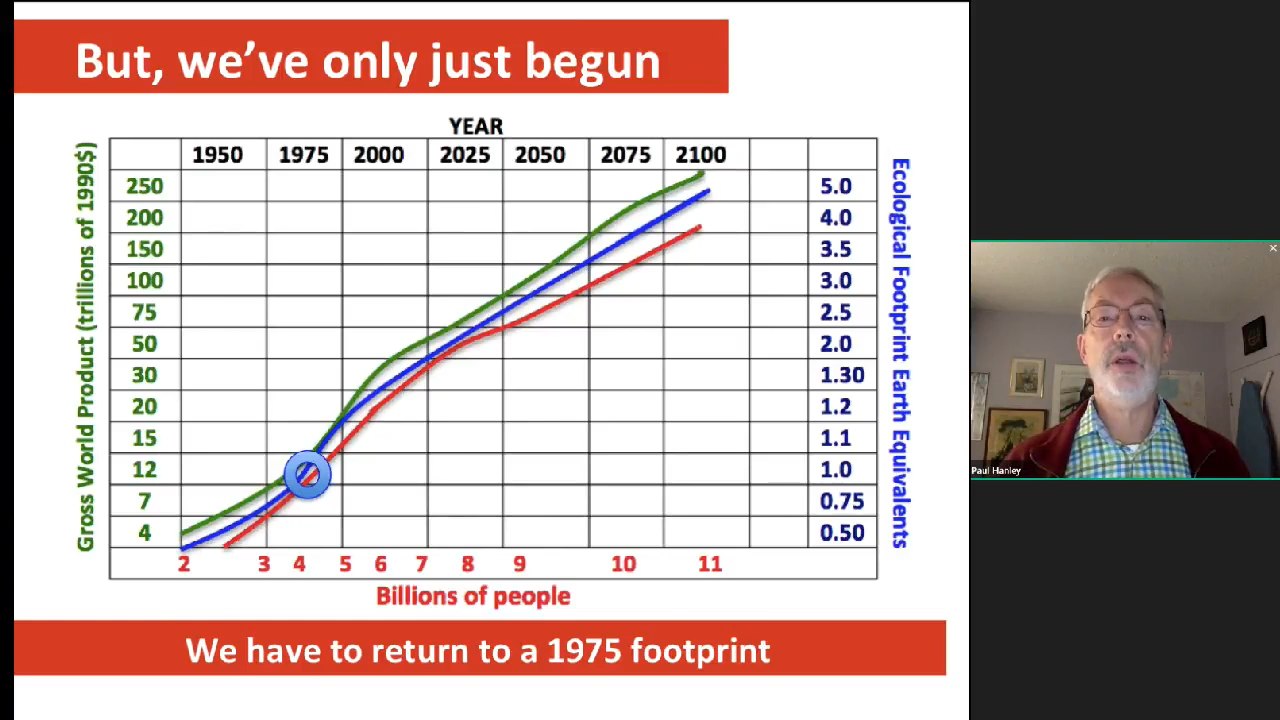 But, we've only just begun
YEAR
1950 1975 2000 2025 2050 2075 2100
Gross World Product (trillions of 1990$)
250 5.0
200 4.0
150 3.5
100 3.0
75 2.5
50 2.0
30 1.30
20 1.2
15 1.1
12 1.0
7 0.75
4 0.50
Ecological Footprint Earth Equivalents
2 3 4 5 6 7 8 9 10 11
Billions of people
We have to return to a 1975 footprint
Paul Hanley